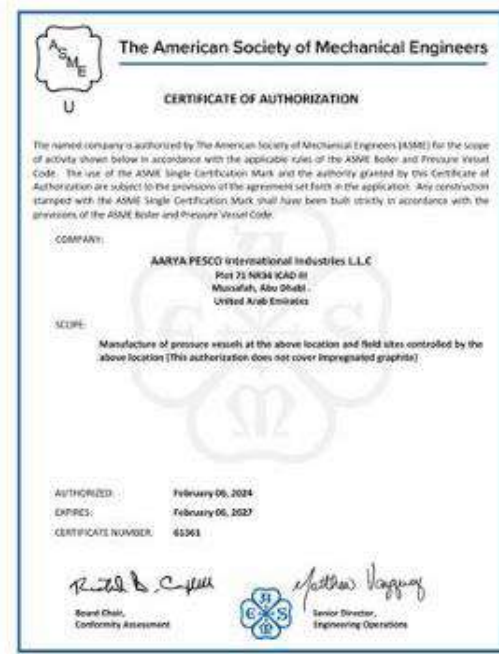 ASME
The American Society of Mechanical Engineers
U
CERTIFICATE OF AUTHORIZATION
The named company is authorized by The American Society of Mechanical Engineers (ASME) for the scope
of activity shown below in accordance with the applicable rules of the ASME Boiler and Pressure Vessel
Code. The use of the ASME Single Certification Mark and the authority granted by this Certificate of
Authorization are subject to the provisions of the agreement set forth in the application. Any construction
stamped with the ASME Single Certification Mark shall have been built strictly in accordance with the
provisions of the ASME Boiler and Pressure Vessel Code.
COMPANY:
AARYA PESCO International Industries L.L.C
Plot 71 NR34 ICAD III
Mussafah, Abu Dhabi .
United Arab Emirates
SCOPE:
Manufacture of pressure vessels at the above location and field sites controlled by the
above location (This authorization does not cover impregnated graphite)
AUTHORIZED: February 06, 2024
EXPIRES: February 06, 2027
CERTIFICATE NUMBER: 61361
Board Chair,
Conformity Assessment
Senior Director,
Engineering Operations